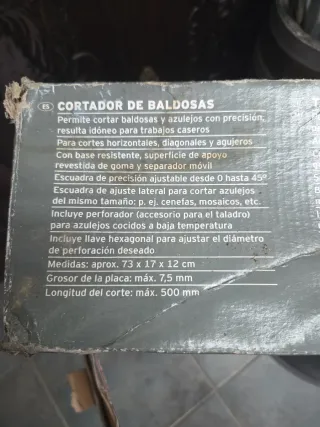 ES CORTADOR DE BALDOSAS
Permite cortar baldosas y azulejos con precisión,
resulta idóneo para trabajos caseros
Para cortes horizontales, diagonales y agujeros
Con base resistente, superficie de apoyo
revestida de goma y separador móvil
Escuadra de precisión ajustable desde 0 hasta 45°
Escuadra de ajuste lateral para cortar azulejos
del mismo tamaño: p. ej. cenefas, mosaicos, etc.
Incluye perforador (accesorio para el taladro)
para azulejos cocidos a baja temperatura
Incluye llave hexagonal para ajustar el diámetro
de perforación deseado
Medidas: aprox. 73 x 17 x 12 cm
Grosor de la placa: máx. 7,5 mm
Longitud del corte: máx. 500 mm